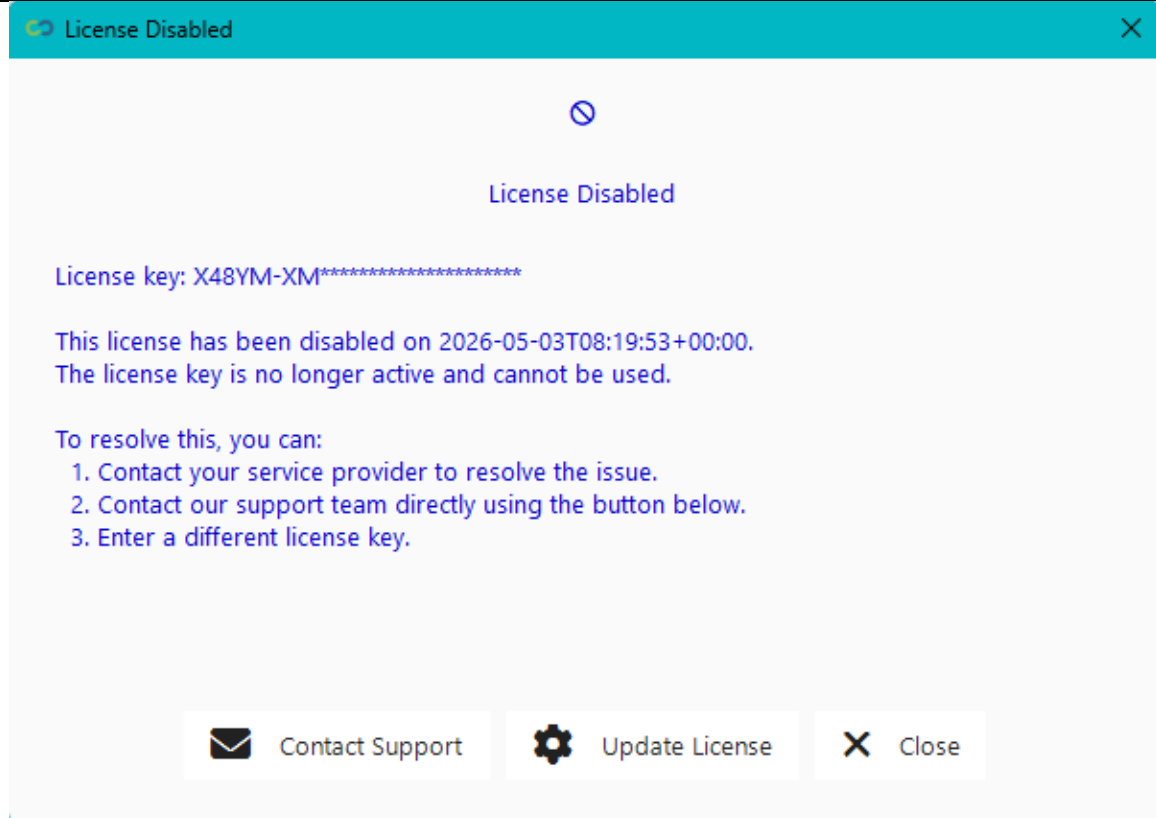 License Disabled
License Disabled
License key: X48YM-XM*********************
This license has been disabled on 2026-05-03T08:19:53+00:00.
The license key is no longer active and cannot be used.
To resolve this, you can:
1. Contact your service provider to resolve the issue.
2. Contact our support team directly using the button below.
3. Enter a different license key.
Contact Support
Update License
Close